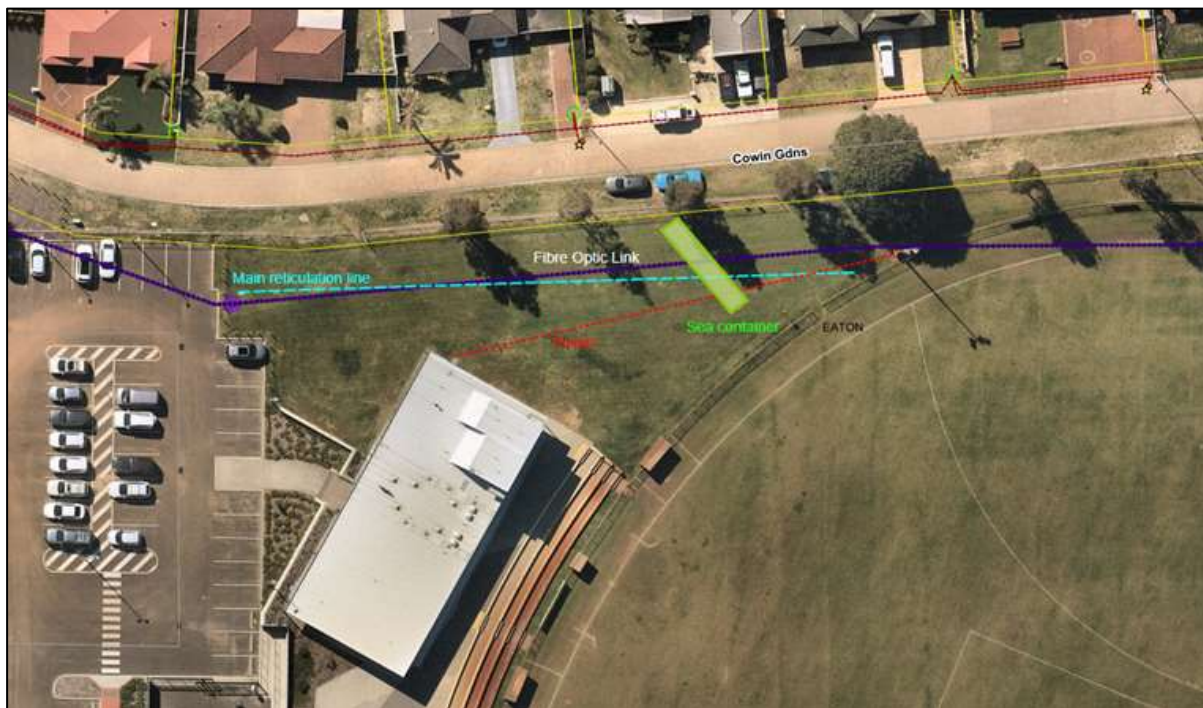 Cowin Gdns
Fibre Optic Link
Main reticulation line
Sea container
EATON